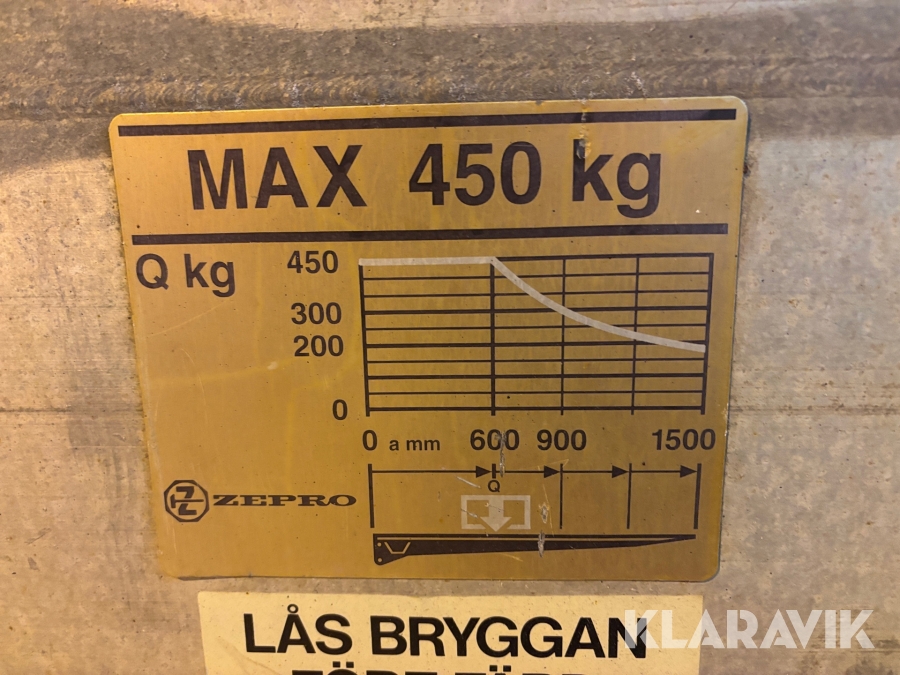 MAX 450 kg
Q kg
450
300
200
0
0 a mm 600 900 1500
Q
ZEPRO
LÅS BRYGGAN
KLARAVIK